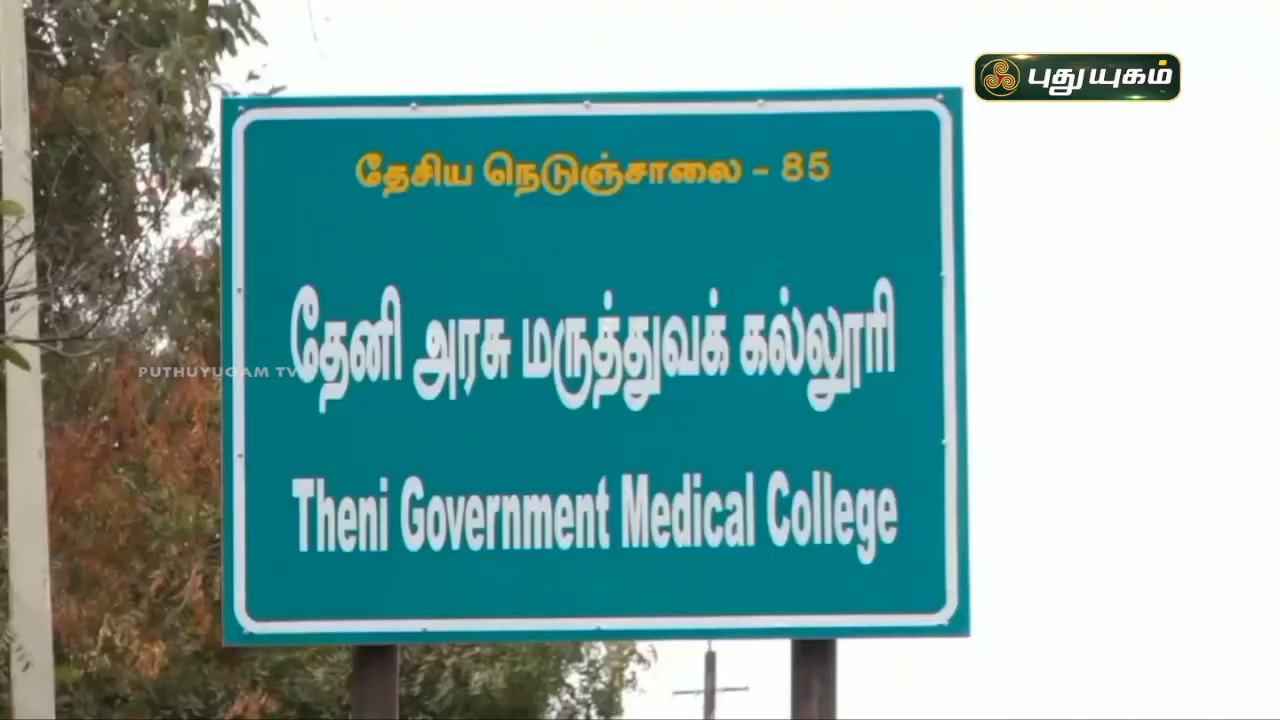 புதுயுகம்
தேசிய நெடுஞ்சாலை - 85
தேனி அரசு மருத்துவக் கல்லூரி
PUTHUYUGAM TV
Theni Government Medical College